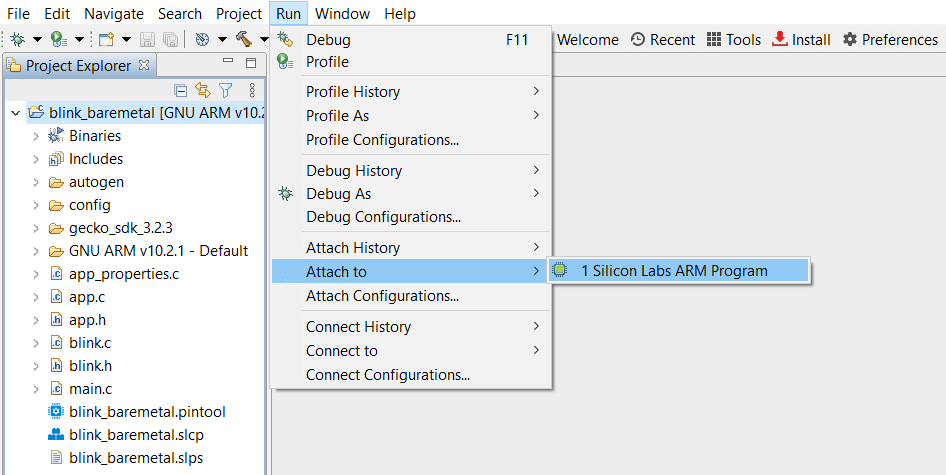 File Edit Navigate Search Project Run Window Help
Welcome Recent Tools Install Preferences
Project Explorer
blink_baremetal [GNU ARM v10.2
Binaries
Includes
autogen
config
gecko_sdk_3.2.3
GNU ARM v10.2.1 - Default
app_properties.c
app.c
app.h
blink.c
blink.h
main.c
blink_baremetal.pintool
blink_baremetal.slcp
blink_baremetal.slps
Debug F11
Profile
Profile History
Profile As
Profile Configurations...
Debug History
Debug As
Debug Configurations...
Attach History
Attach to
Attach Configurations...
Connect History
Connect to
Connect Configurations...
1 Silicon Labs ARM Program